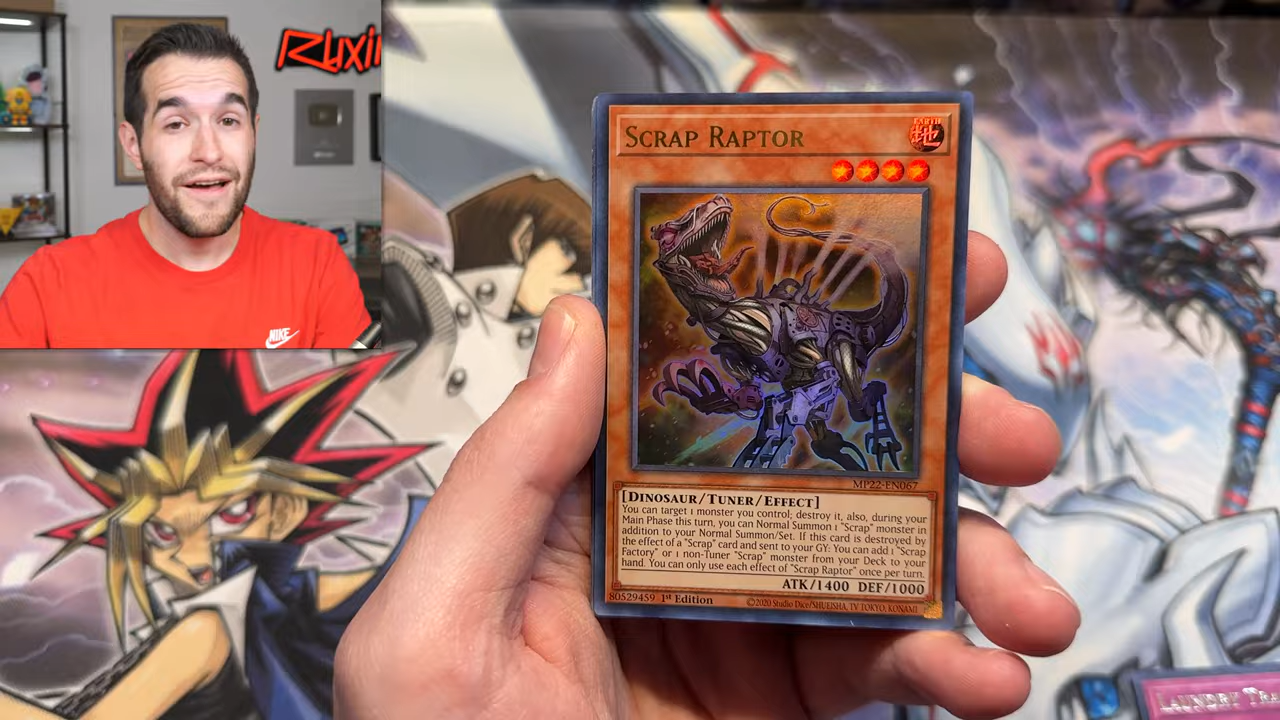 Ruxi
NIKE
SCRAP RAPTOR
EARTH
地
MP22-EN067
[DINOSAUR/TUNER/EFFECT]
You can target 1 monster you control; destroy it, also, during your
Main Phase this turn, you can Normal Summon 1 "Scrap" monster in
addition to your Normal Summon/Set. If this card is destroyed by
the effect of a "Scrap" card and sent to your GY: You can add 1 "Scrap
Factory" or 1 non-Tuner "Scrap" monster from your Deck to your
hand. You can only use each effect of "Scrap Raptor" once per turn.
ATK/1400 DEF/1000
80529459 1st Edition ©2020 Studio Dice/SHUEISHA, TV TOKYO, KONAMI
LAUNDRY TRA